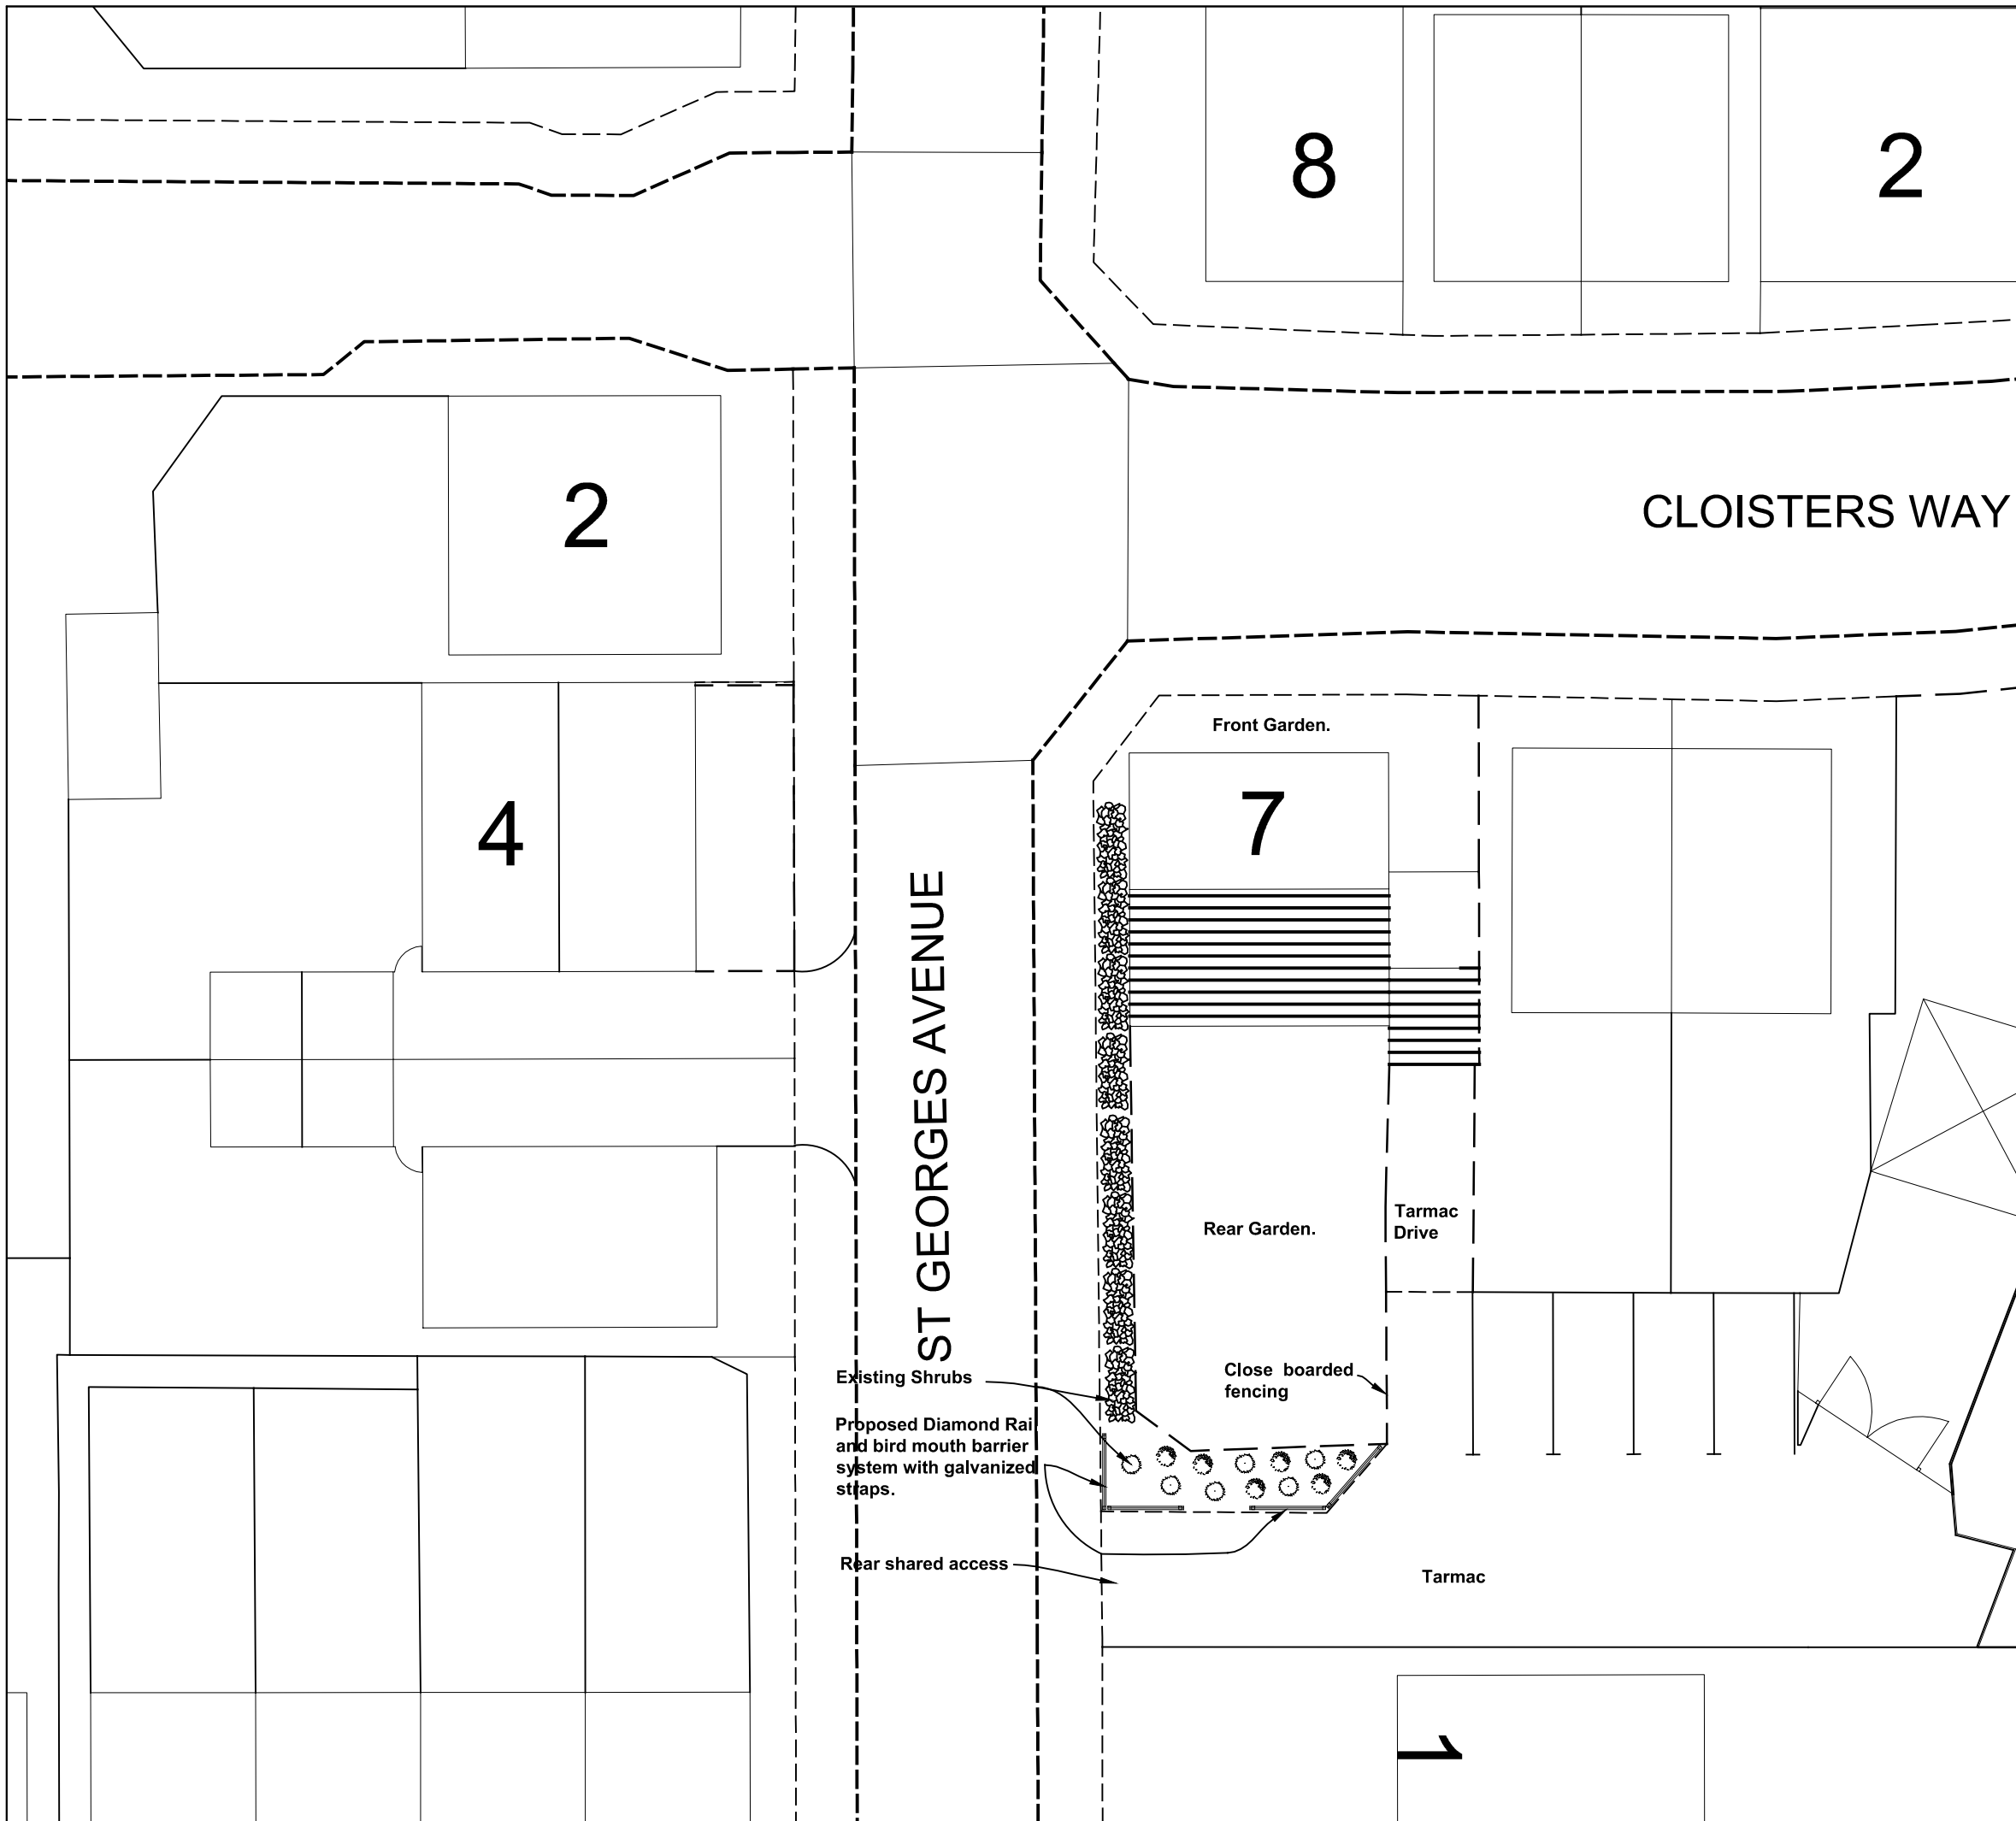 8
2
2
CLOISTERS WAY
Front Garden.
7
4
ST GEORGES AVENUE
Tarmac
Drive
Rear Garden.
Existing Shrubs
Close boarded
fencing
Proposed Diamond Rai
and bird mouth barrier
system with galvanized
straps.
Rear shared access
Tarmac
1